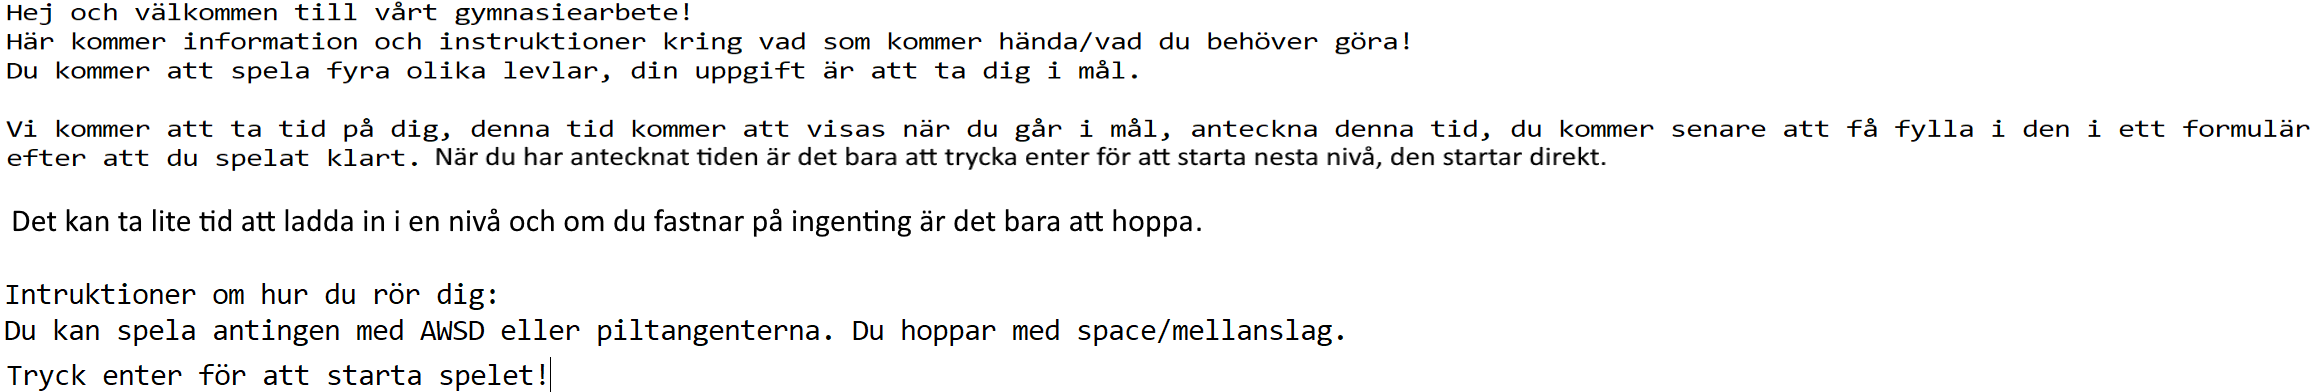 Hej och välkommen till vårt gymnasiearbete!
Här kommer information och instruktioner kring vad som kommer hända/vad du behöver göra!
Du kommer att spela fyra olika levlar, din uppgift är att ta dig i mål.
Vi kommer att ta tid på dig, denna tid kommer att visas när du går i mål, anteckna denna tid, du kommer senare att få fylla i den i ett formulär
efter att du spelat klart. När du har antecknat tiden är det bara att trycka enter för att starta nesta nivå, den startar direkt.
Det kan ta lite tid att ladda in i en nivå och om du fastnar på ingenting är det bara att hoppa.
Intruktioner om hur du rör dig:
Du kan spela antingen med AWSD eller piltangenterna. Du hoppar med space/mellanslag.
Tryck enter för att starta spelet!